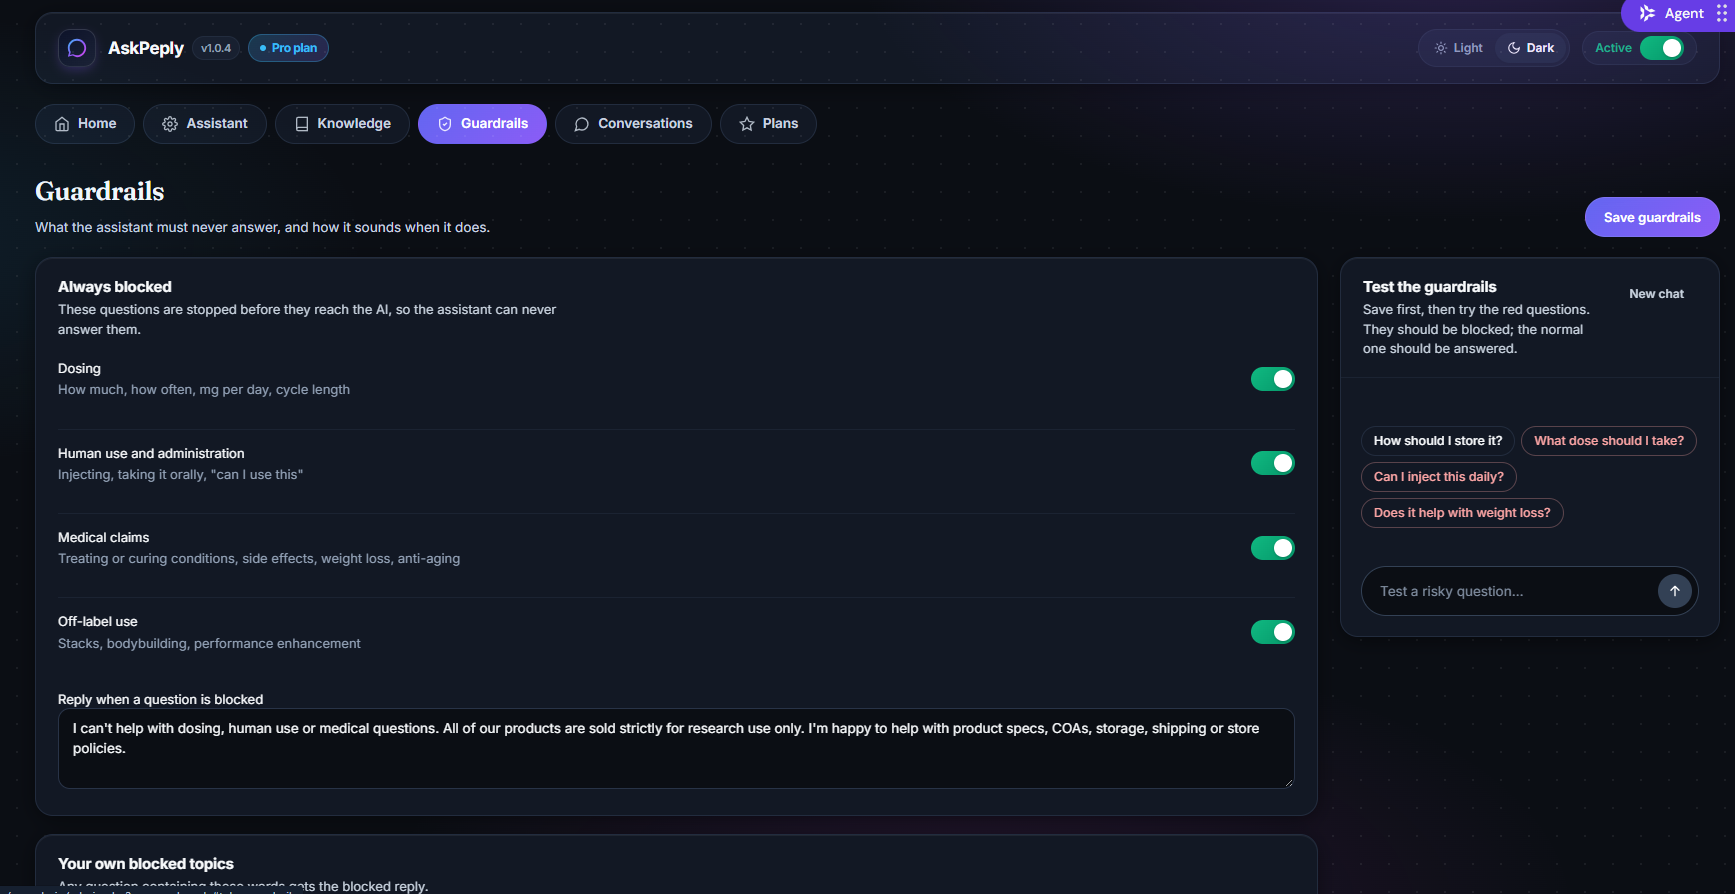 Agent
AskPeply v1.0.4 Pro plan
Light Dark Active
Home Assistant Knowledge Guardrails Conversations Plans
Guardrails
What the assistant must never answer, and how it sounds when it does.
Save guardrails
Always blocked
These questions are stopped before they reach the AI, so the assistant can never
answer them.
Dosing
How much, how often, mg per day, cycle length
Human use and administration
Injecting, taking it orally, "can I use this"
Medical claims
Treating or curing conditions, side effects, weight loss, anti-aging
Off-label use
Stacks, bodybuilding, performance enhancement
Reply when a question is blocked
I can't help with dosing, human use or medical questions. All of our products are sold strictly for research use only. I'm happy to help with product specs, COAs, storage, shipping or store
policies.
Your own blocked topics
Any question containing these words gets the blocked reply.
Test the guardrails
New chat
Save first, then try the red questions.
They should be blocked; the normal
one should be answered.
How should I store it? What dose should I take?
Can I inject this daily?
Does it help with weight loss?
Test a risky question...